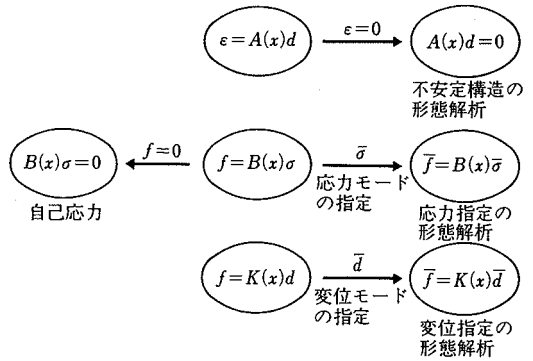 ε=A(x)d
ε=0
A(x)d=0
不安定構造の
形態解析
B(x)σ=0
自己応力
f=0
f=B(x)σ
σ̄
応力モード
の指定
f̄=B(x)σ̄
応力指定の
形態解析
f=K(x)d
d̄
変位モード
の指定
f̄=K(x)d̄
変位指定の
形態解析